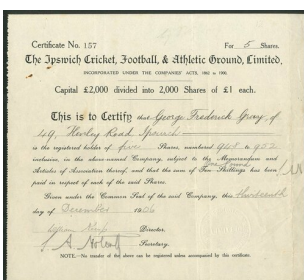 Certificate No. 157 For 5 Shares.
The Ipswich Cricket, Football, & Athletic Ground, Limited,
INCORPORATED UNDER THE COMPANIES' ACTS, 1862 to 1900.
Capital £2,000 divided into 2,000 Shares of £1 each.
This is to Certify that George Frederick Gray of
49, Henley Road Ipswich
is the registered holder of five Shares, numbered 948 to 952
inclusive, in the above-named Company, subject to the Memorandum and
Articles of Association thereof, and that the sum of Ten Shillings has been
One Pound
paid in respect of each of the said Shares.
Given under the Common Seal of the said Company, this thirteenth
day of December 1906
Director.
Secretary.
NOTE.—No transfer of the above can be registered unless accompanied by this certificate.